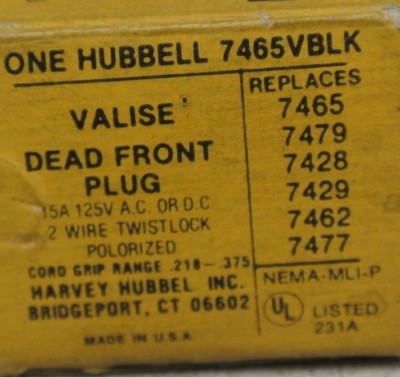 ONE HUBBELL 7465VBLK
VALISE
DEAD FRONT
PLUG
15A 125V A.C. OR D.C
2 WIRE TWISTLOCK
POLORIZED
CORD GRIP RANGE .218-.375
HARVEY HUBBEL INC.
BRIDGEPORT, CT 06602
MADE IN U.S.A.
REPLACES
7465
7479
7428
7429
7462
7477
NEMA-ML1-P
UL LISTED
231A